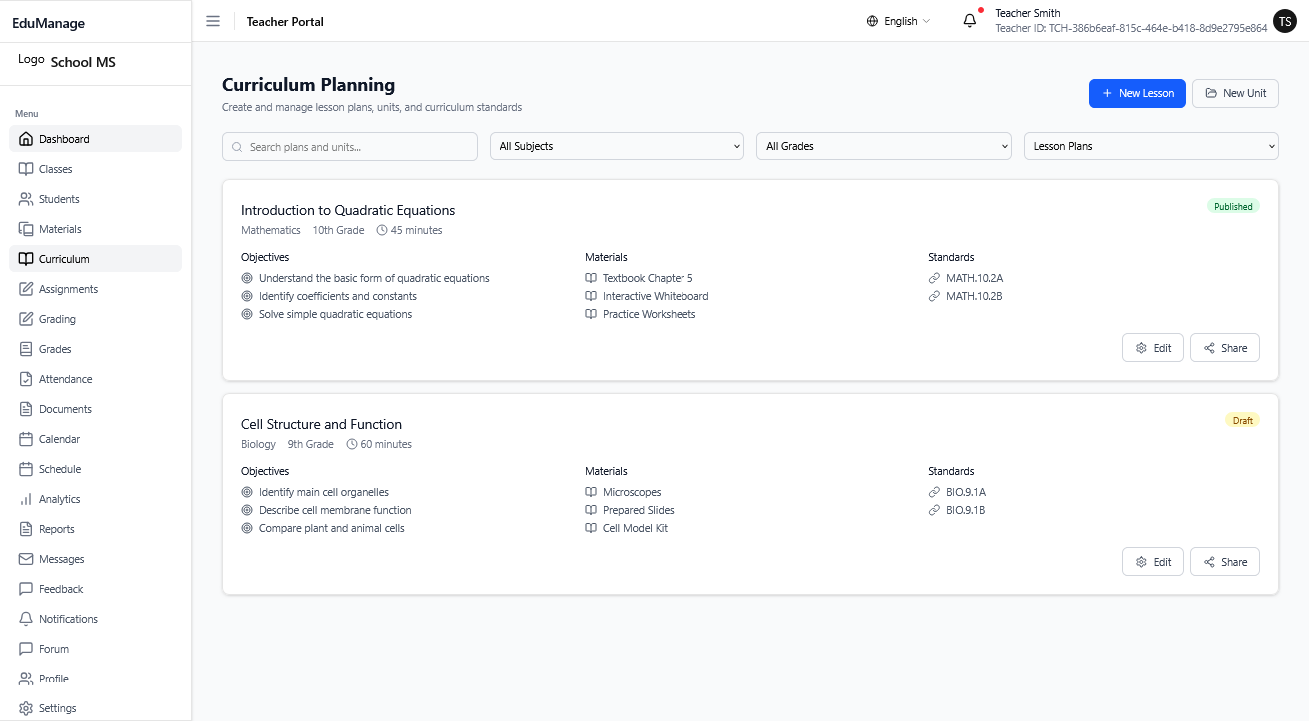 EduManage
Teacher Portal
English
Teacher Smith
Teacher ID: TCH-386b6eaf-815c-464e-b418-8d9e2795e864
TS
Logo School MS
Menu
Dashboard
Classes
Students
Materials
Curriculum
Assignments
Grading
Grades
Attendance
Documents
Calendar
Schedule
Analytics
Reports
Messages
Feedback
Notifications
Forum
Profile
Settings
Curriculum Planning
Create and manage lesson plans, units, and curriculum standards
+ New Lesson
New Unit
Search plans and units...
All Subjects
All Grades
Lesson Plans
Introduction to Quadratic Equations
Published
Mathematics 10th Grade 45 minutes
Objectives
Understand the basic form of quadratic equations
Identify coefficients and constants
Solve simple quadratic equations
Materials
Textbook Chapter 5
Interactive Whiteboard
Practice Worksheets
Standards
MATH.10.2A
MATH.10.2B
Edit
Share
Cell Structure and Function
Draft
Biology 9th Grade 60 minutes
Objectives
Identify main cell organelles
Describe cell membrane function
Compare plant and animal cells
Materials
Microscopes
Prepared Slides
Cell Model Kit
Standards
BIO.9.1A
BIO.9.1B
Edit
Share